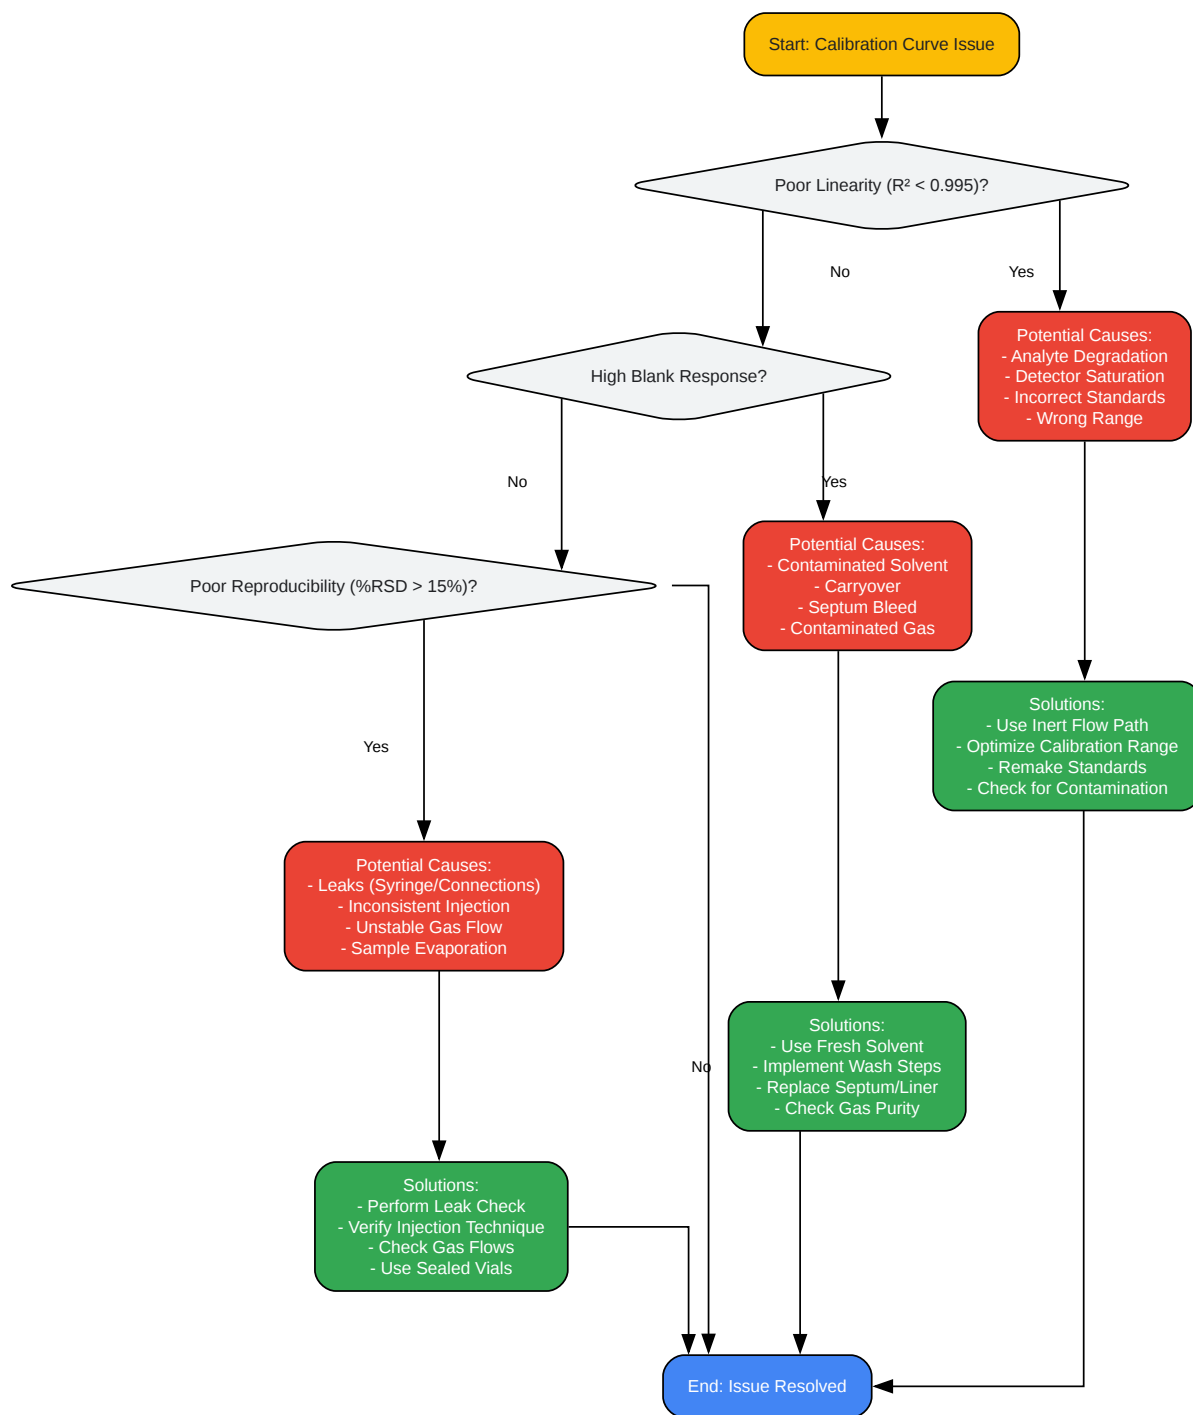 Start: Calibration Curve Issue
Poor Linearity (R² < 0.995)?
No
Yes
Potential Causes:
- Analyte Degradation
- Detector Saturation
- Incorrect Standards
- Wrong Range
High Blank Response?
No
Yes
Potential Causes:
- Contaminated Solvent
- Carryover
- Septum Bleed
- Contaminated Gas
Poor Reproducibility (%RSD > 15%)?
Solutions:
- Use Inert Flow Path
- Optimize Calibration Range
- Remake Standards
- Check for Contamination
Yes
Potential Causes:
- Leaks (Syringe/Connections)
- Inconsistent Injection
- Unstable Gas Flow
- Sample Evaporation
No
Solutions:
- Use Fresh Solvent
- Implement Wash Steps
- Replace Septum/Liner
- Check Gas Purity
Solutions:
- Perform Leak Check
- Verify Injection Technique
- Check Gas Flows
- Use Sealed Vials
End: Issue Resolved